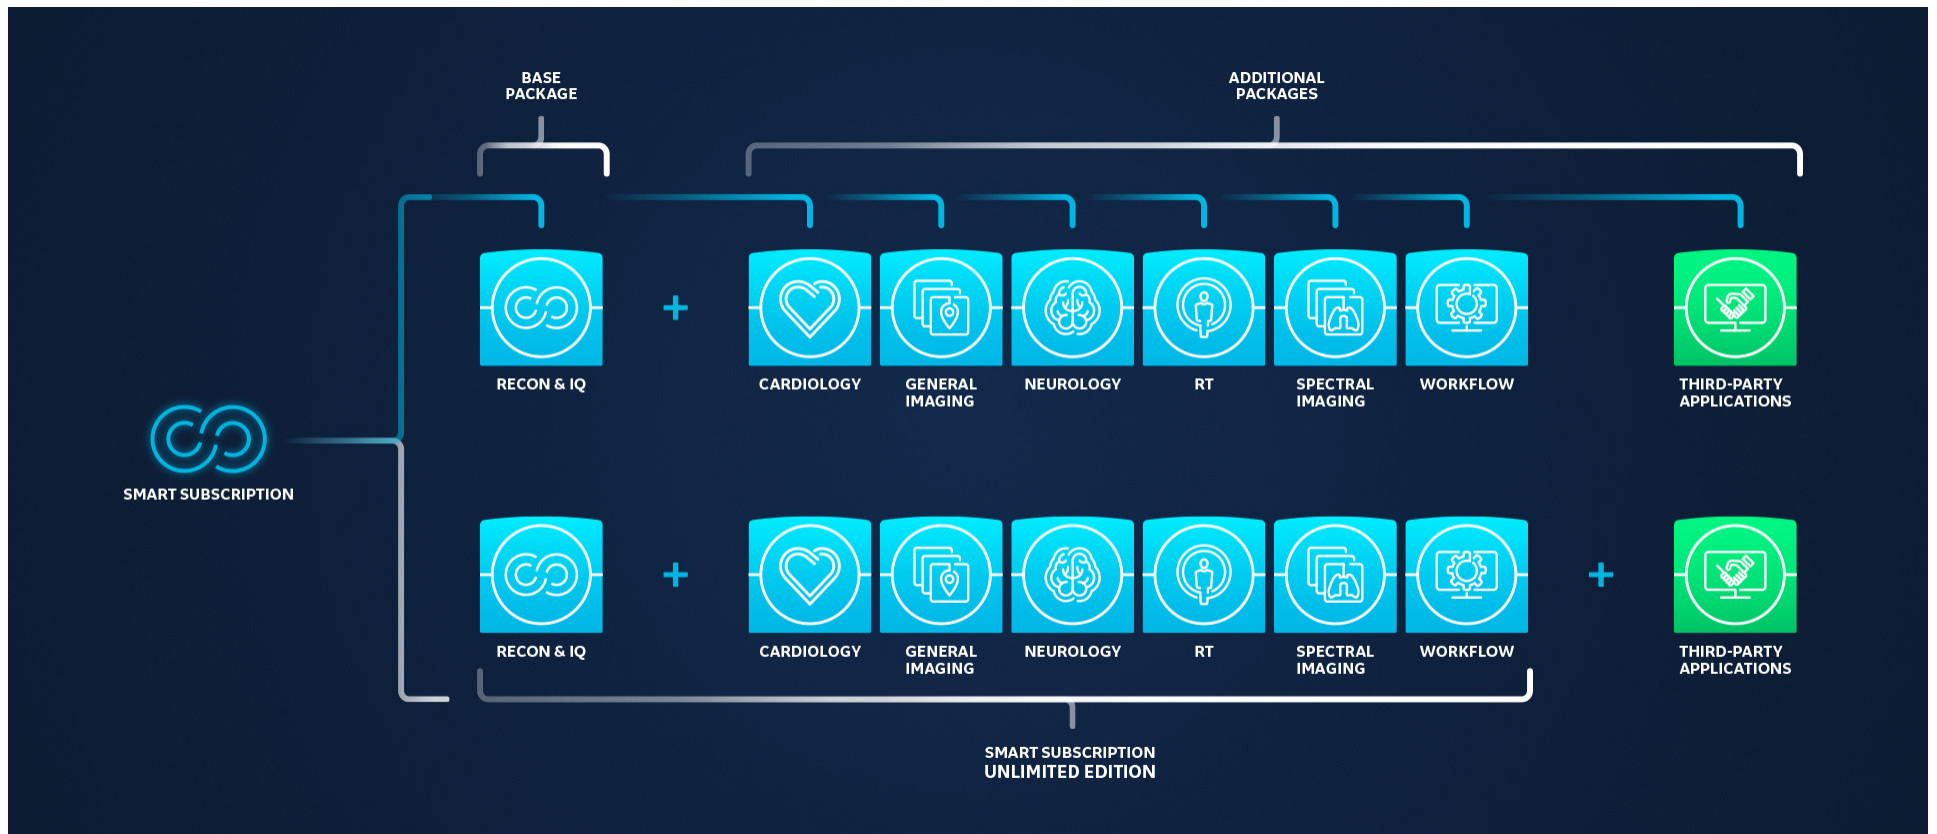 BASE
PACKAGE
ADDITIONAL
PACKAGES
RECON & IQ
CARDIOLOGY
GENERAL
IMAGING
NEUROLOGY
RT
SPECTRAL
IMAGING
WORKFLOW
THIRD-PARTY
APPLICATIONS
SMART SUBSCRIPTION
RECON & IQ
CARDIOLOGY
GENERAL
IMAGING
NEUROLOGY
RT
SPECTRAL
IMAGING
WORKFLOW
THIRD-PARTY
APPLICATIONS
SMART SUBSCRIPTION
UNLIMITED EDITION